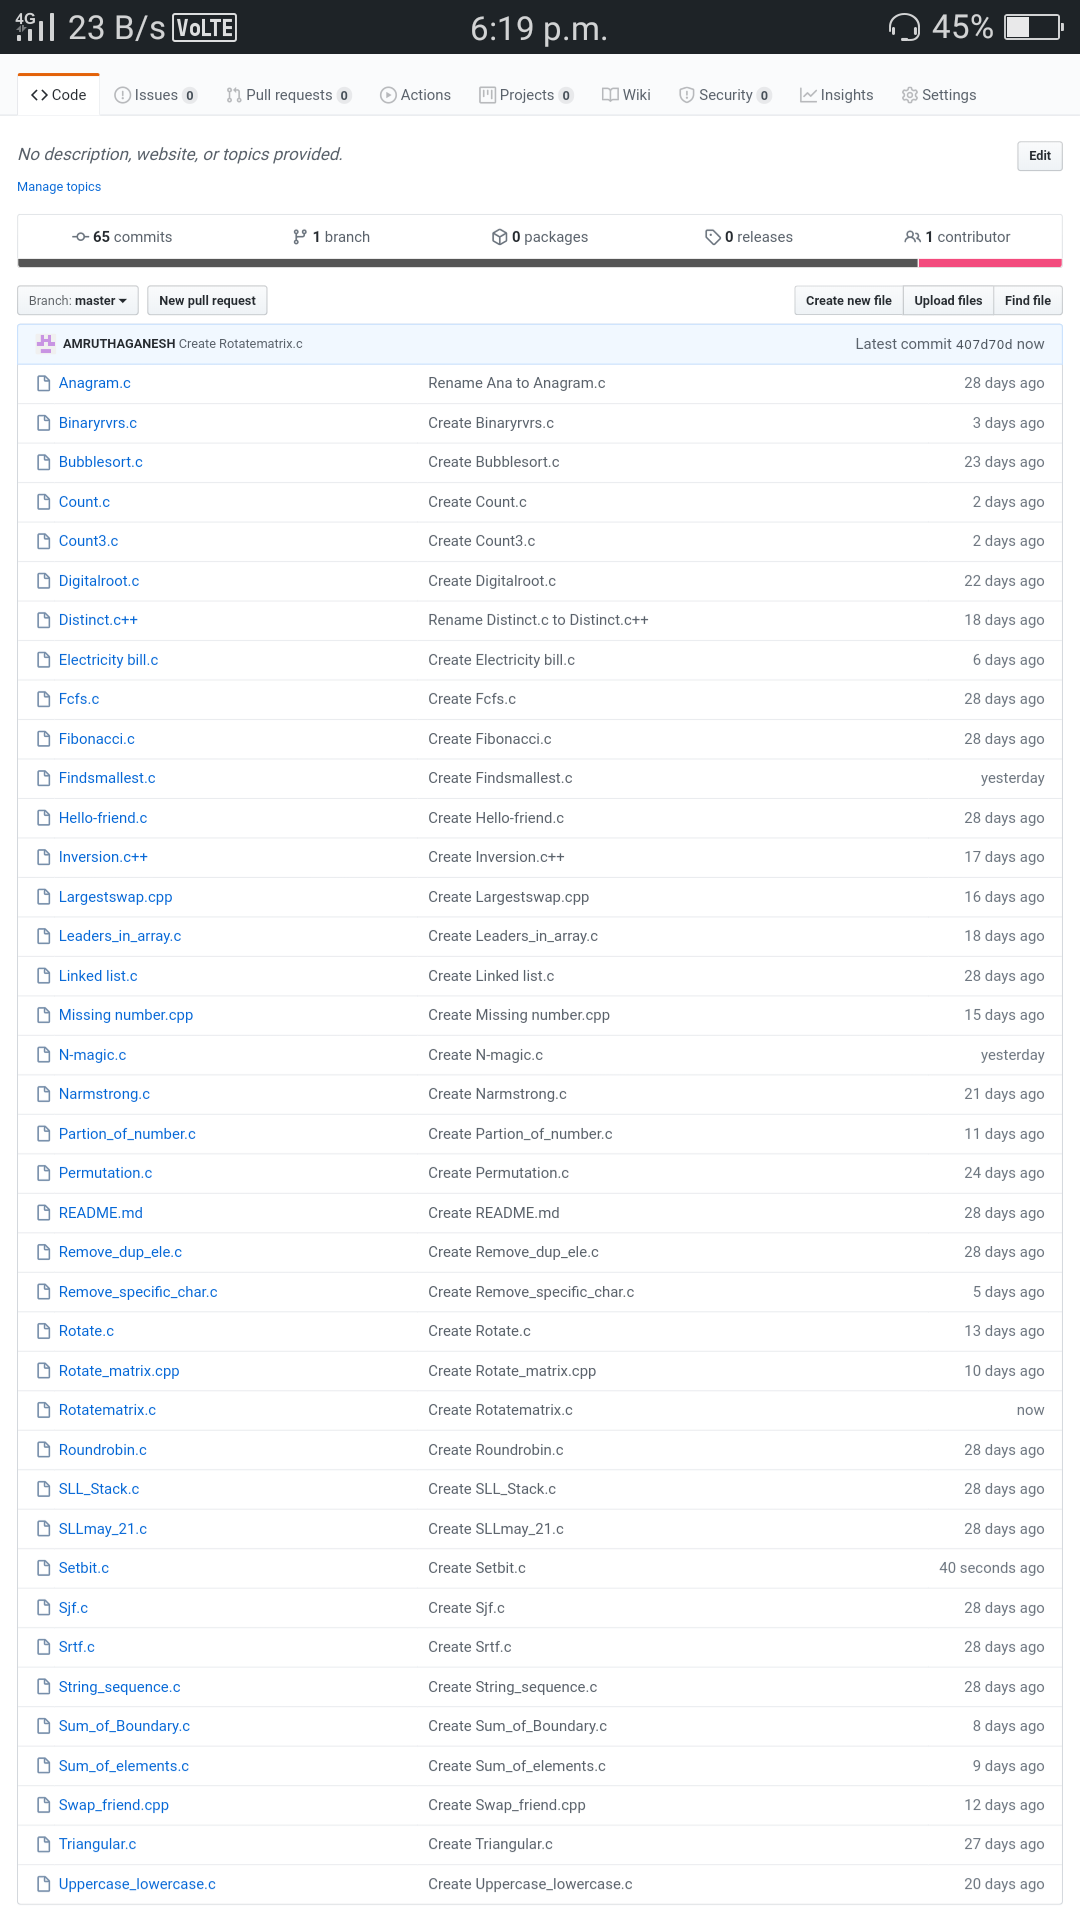 4G 23 B/s VoLTE 6:19 p.m. 45%
Code Issues 0 Pull requests 0 Actions Projects 0 Wiki Security 0 Insights Settings
No description, website, or topics provided. Edit
Manage topics
65 commits 1 branch 0 packages 0 releases 1 contributor
Branch: master New pull request Create new file Upload files Find file
AMRUTHAGANESH Create Rotatematrix.c Latest commit 407d70d now
Anagram.c Rename Ana to Anagram.c 28 days ago
Binaryrvrs.c Create Binaryrvrs.c 3 days ago
Bubblesort.c Create Bubblesort.c 23 days ago
Count.c Create Count.c 2 days ago
Count3.c Create Count3.c 2 days ago
Digitalroot.c Create Digitalroot.c 22 days ago
Distinct.c++ Rename Distinct.c to Distinct.c++ 18 days ago
Electricity bill.c Create Electricity bill.c 6 days ago
Fcfs.c Create Fcfs.c 28 days ago
Fibonacci.c Create Fibonacci.c 28 days ago
Findsmallest.c Create Findsmallest.c yesterday
Hello-friend.c Create Hello-friend.c 28 days ago
Inversion.c++ Create Inversion.c++ 17 days ago
Largestswap.cpp Create Largestswap.cpp 16 days ago
Leaders_in_array.c Create Leaders_in_array.c 18 days ago
Linked list.c Create Linked list.c 28 days ago
Missing number.cpp Create Missing number.cpp 15 days ago
N-magic.c Create N-magic.c yesterday
Narmstrong.c Create Narmstrong.c 21 days ago
Partion_of_number.c Create Partion_of_number.c 11 days ago
Permutation.c Create Permutation.c 24 days ago
README.md Create README.md 28 days ago
Remove_dup_ele.c Create Remove_dup_ele.c 28 days ago
Remove_specific_char.c Create Remove_specific_char.c 5 days ago
Rotate.c Create Rotate.c 13 days ago
Rotate_matrix.cpp Create Rotate_matrix.cpp 10 days ago
Rotatematrix.c Create Rotatematrix.c now
Roundrobin.c Create Roundrobin.c 28 days ago
SLL_Stack.c Create SLL_Stack.c 28 days ago
SLLmay_21.c Create SLLmay_21.c 28 days ago
Setbit.c Create Setbit.c 40 seconds ago
Sjf.c Create Sjf.c 28 days ago
Srtf.c Create Srtf.c 28 days ago
String_sequence.c Create String_sequence.c 28 days ago
Sum_of_Boundary.c Create Sum_of_Boundary.c 8 days ago
Sum_of_elements.c Create Sum_of_elements.c 9 days ago
Swap_friend.cpp Create Swap_friend.cpp 12 days ago
Triangular.c Create Triangular.c 27 days ago
Uppercase_lowercase.c Create Uppercase_lowercase.c 20 days ago